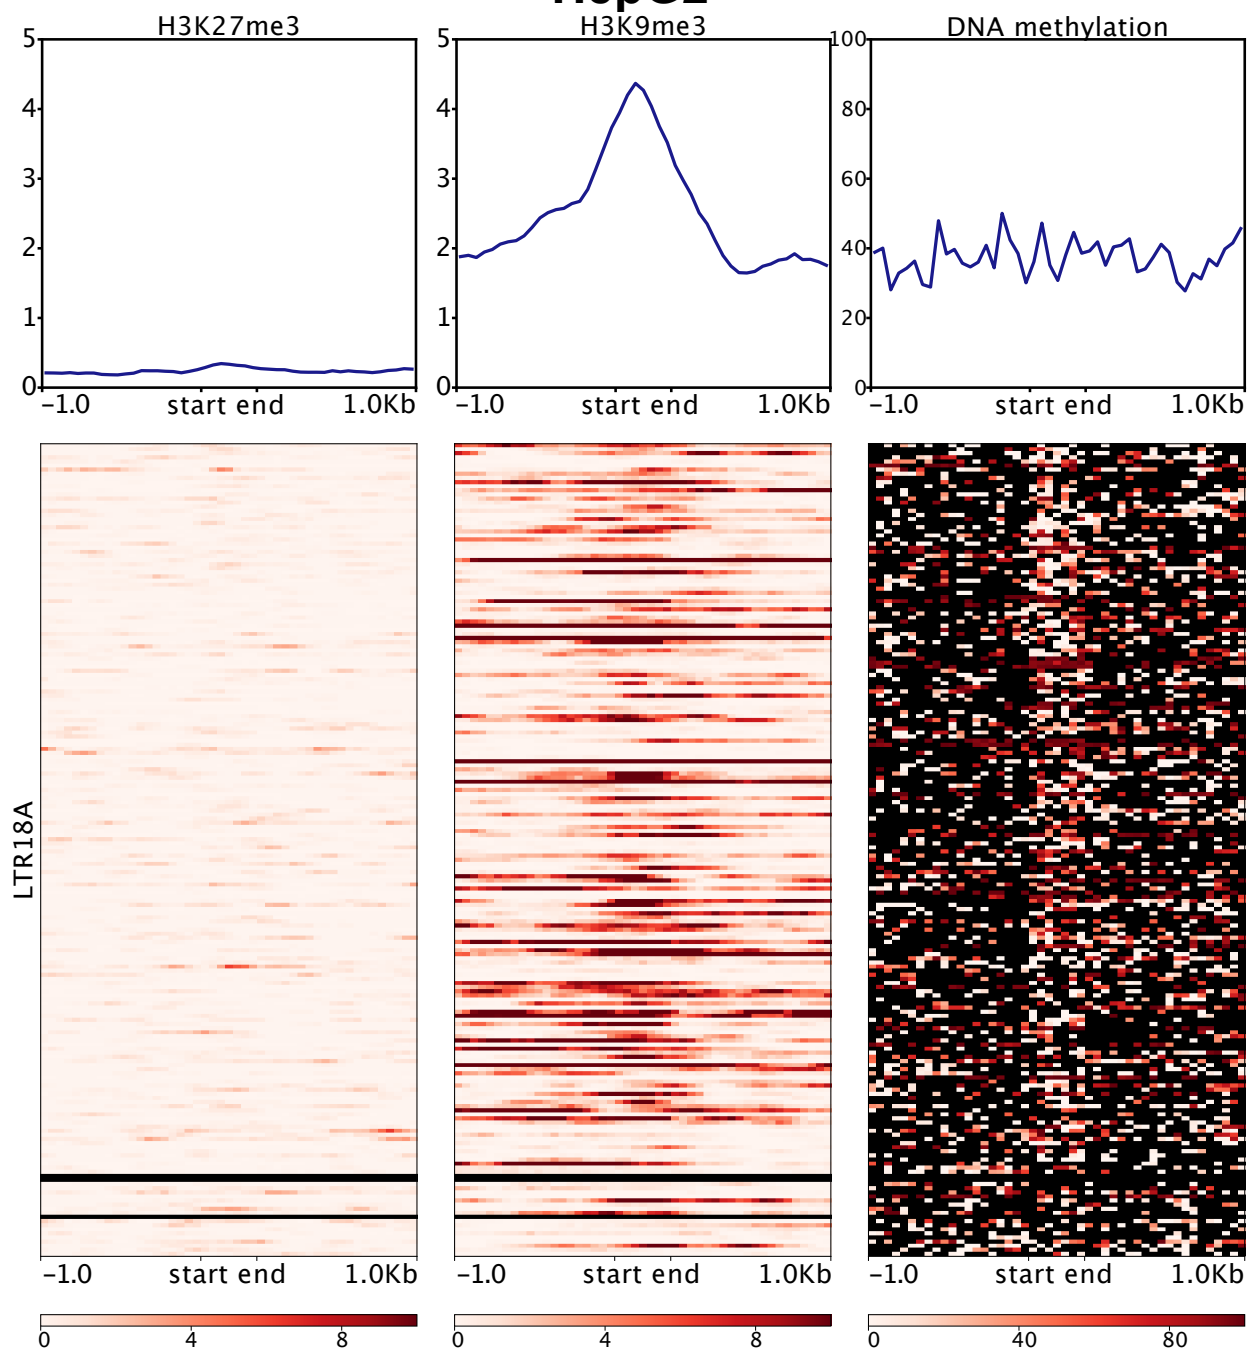 H3K27me3 H3K9me3 DNA methylation
5 5 100
4 4 80
3 3 60
2 2 40
1 1 20
0 0 0
−1.0 start end 1.0Kb −1.0 start end 1.0Kb −1.0 start end 1.0Kb
LTR18A
−1.0 start end 1.0Kb −1.0 start end 1.0Kb −1.0 start end 1.0Kb
0 4 8 0 4 8 0 40 80